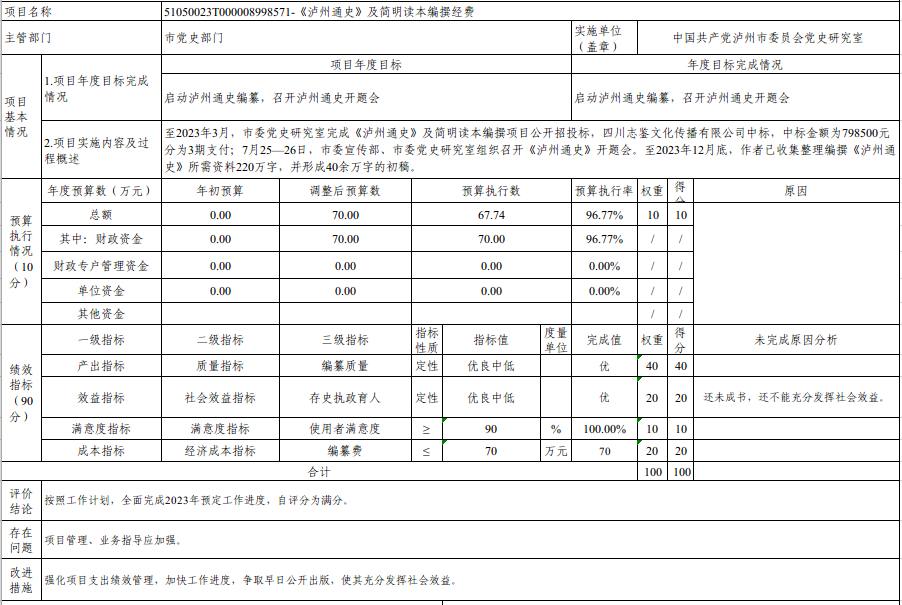 项目名称 51050023T000008998571-《泸州通史》及简明读本编撰经费
主管部门 市党史部门 实施单位（盖章） 中国共产党泸州市委员会党史研究室
项目基本情况 1.项目年度目标完成情况 项目年度目标 年度目标完成情况
启动泸州通史编纂，召开泸州通史开题会 启动泸州通史编纂，召开泸州通史开题会
2.项目实施内容及过程概述 至2023年3月，市委党史研究室完成《泸州通史》及简明读本编撰项目公开招投标，四川志鉴文化传播有限公司中标，中标金额为798500元
分为3期支付；7月25—26日，市委宣传部、市委党史研究室组织召开《泸州通史》开题会。至2023年12月底，作者已收集整理编撰《泸州通
史》所需资料220万字，并形成40余万字的初稿。
预算执行情况（10分） 年度预算数（万元） 年初预算 调整后预算数 预算执行数 预算执行率 权重 得分 原因
总额 0.00 70.00 67.74 96.77% 10 10
其中：财政资金 0.00 70.00 70.00 96.77% / /
财政专户管理资金 0.00 0.00 0.00 0.00% / /
单位资金 0.00 0.00 0.00 0.00% / /
其他资金 / /
绩效指标（90分） 一级指标 二级指标 三级指标 指标性质 指标值 度量单位 完成值 权重 得分 未完成原因分析
产出指标 质量指标 编纂质量 定性 优良中低 优 40 40
效益指标 社会效益指标 存史执政育人 定性 优良中低 优 20 20 还未成书，还不能充分发挥社会效益。
满意度指标 满意度指标 使用者满意度 ≥ 90 % 100.00% 10 10
成本指标 经济成本指标 编纂费 ≤ 70 万元 70 20 20
合计 100 100
评价结论 按照工作计划，全面完成2023年预定工作进度，自评分为满分。
存在问题 项目管理、业务指导应加强。
改进措施 强化项目支出绩效管理，加快工作进度，争取早日公开出版，使其充分发挥社会效益。